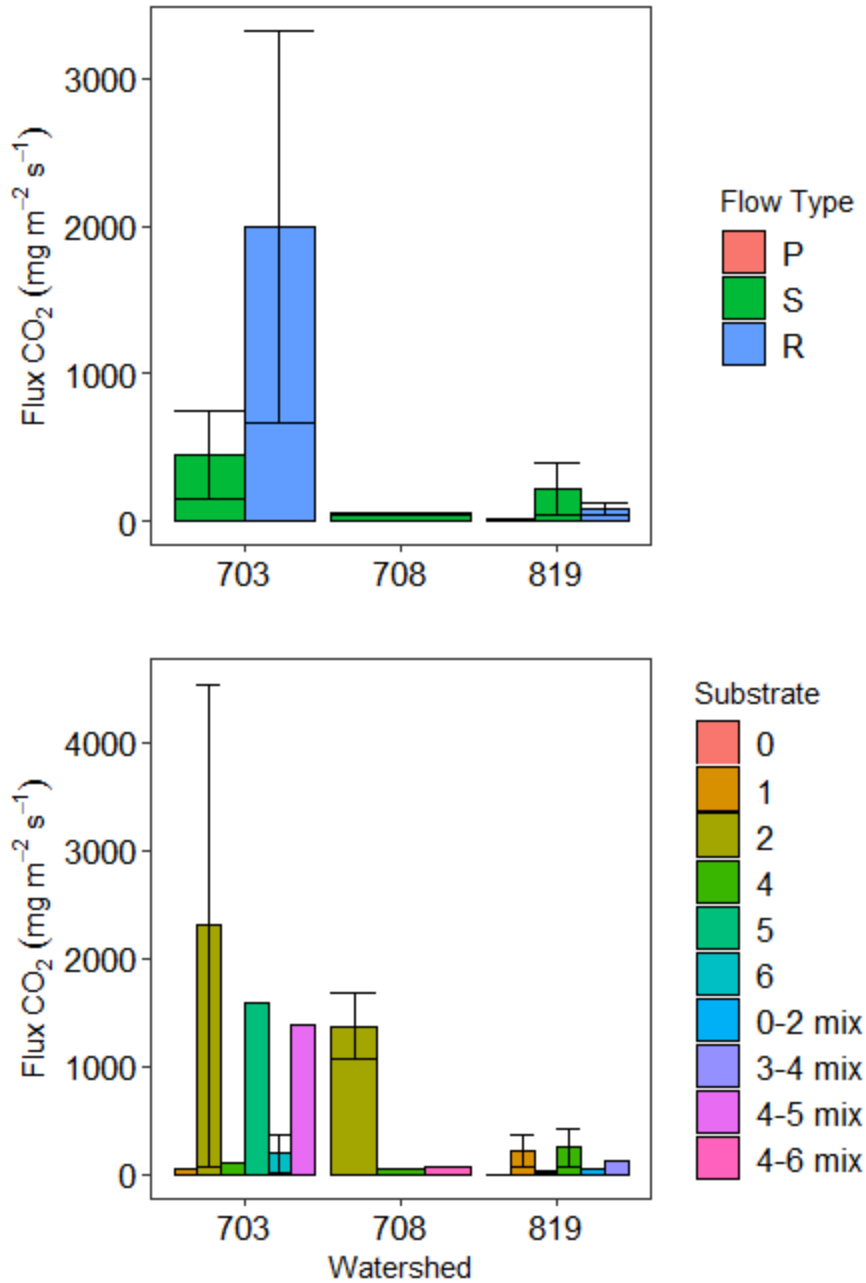 Flux CO₂ (mg m⁻² s⁻¹)
3000
2000
1000
0
703 708 819
Flow Type
P
S
R
Flux CO₂ (mg m⁻² s⁻¹)
4000
3000
2000
1000
0
703 708 819
Watershed
Substrate
0
1
2
4
5
6
0-2 mix
3-4 mix
4-5 mix
4-6 mix